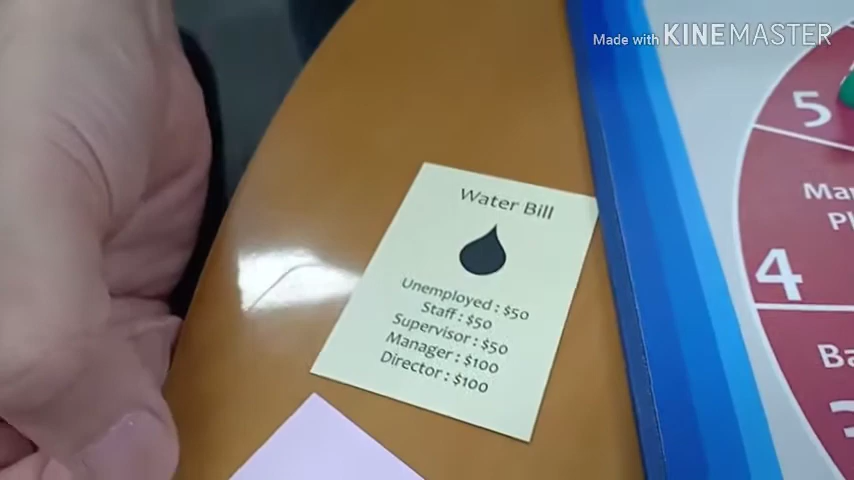 Made with KINEMASTER
Water Bill
Unemployed : $50
Staff : $50
Supervisor : $50
Manager : $100
Director : $100
5
4